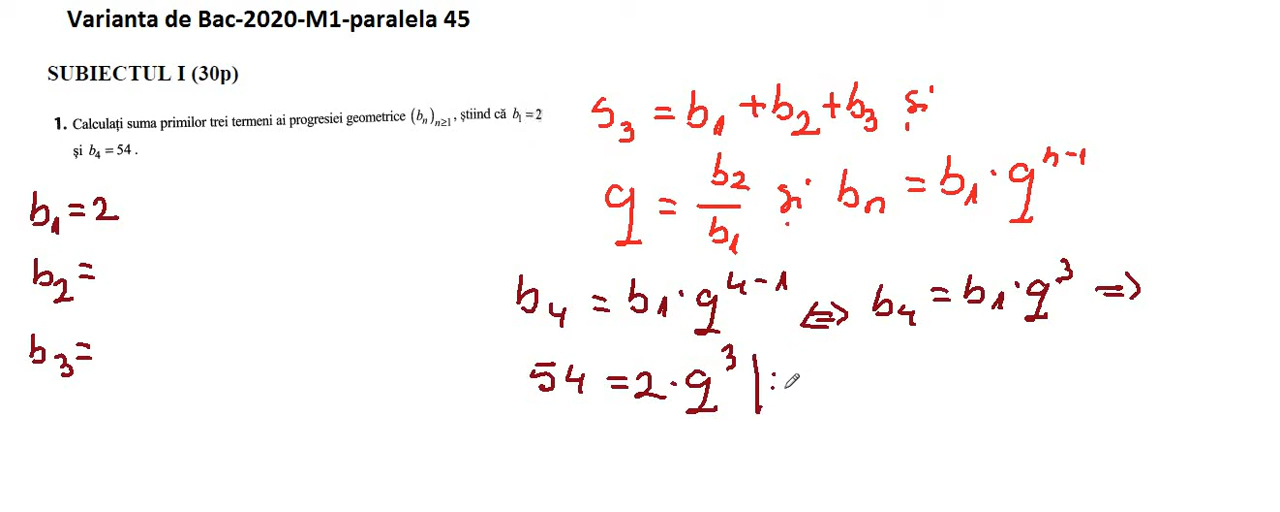 Varianta de Bac-2020-M1-paralela 45
SUBIECTUL I (30p)
1. Calculați suma primilor trei termeni ai progresiei geometrice (bₙ)ₙ≥₁, știind că b₁ = 2
și b₄ = 54.
b₁ = 2
b₂ =
b₃ =
S₃ = b₁ + b₂ + b₃ și
q = b₂/b₁ și bₙ = b₁ · qⁿ⁻¹
b₄ = b₁ · q⁴⁻¹ ⇔ b₄ = b₁ · q³ ⇒
54 = 2 · q³ | :